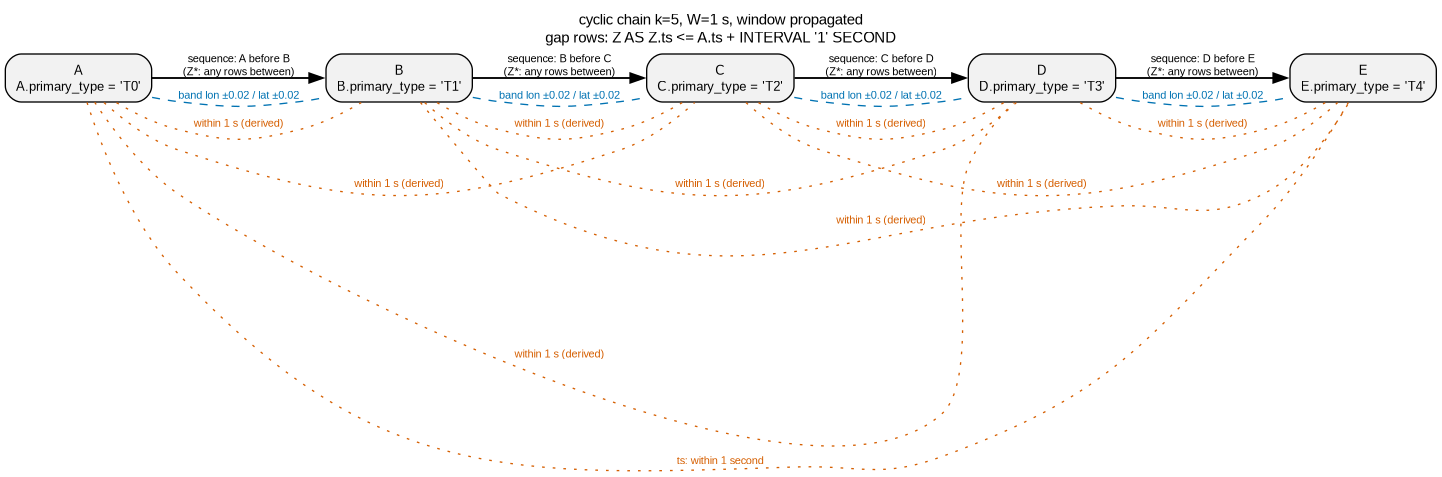 cyclic chain k=5, W=1 s, window propagated
gap rows: Z AS Z.ts <= A.ts + INTERVAL '1' SECOND
A
A.primary_type = 'T0'
sequence: A before B
(Z*: any rows between)
B
B.primary_type = 'T1'
sequence: B before C
(Z*: any rows between)
C
C.primary_type = 'T2'
sequence: C before D
(Z*: any rows between)
D
D.primary_type = 'T3'
sequence: D before E
(Z*: any rows between)
E
E.primary_type = 'T4'
band lon ±0.02 / lat ±0.02
band lon ±0.02 / lat ±0.02
band lon ±0.02 / lat ±0.02
band lon ±0.02 / lat ±0.02
within 1 s (derived)
within 1 s (derived)
within 1 s (derived)
within 1 s (derived)
within 1 s (derived)
within 1 s (derived)
within 1 s (derived)
within 1 s (derived)
within 1 s (derived)
ts: within 1 second